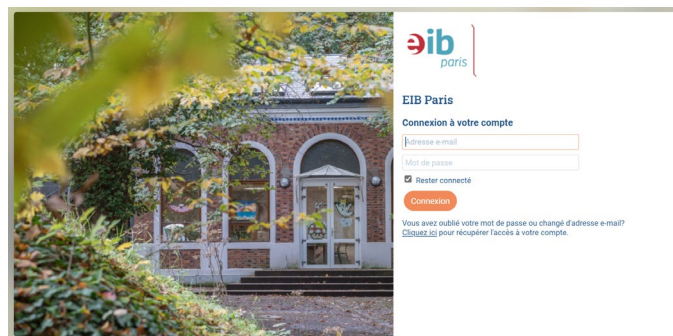 eib
paris
EIB Paris
Connexion à votre compte
Adresse e-mail
Mot de passe
Rester connecté
Connexion
Vous avez oublié votre mot de passe ou changé d'adresse e-mail?
Cliquez ici pour récupérer l'accès à votre compte.